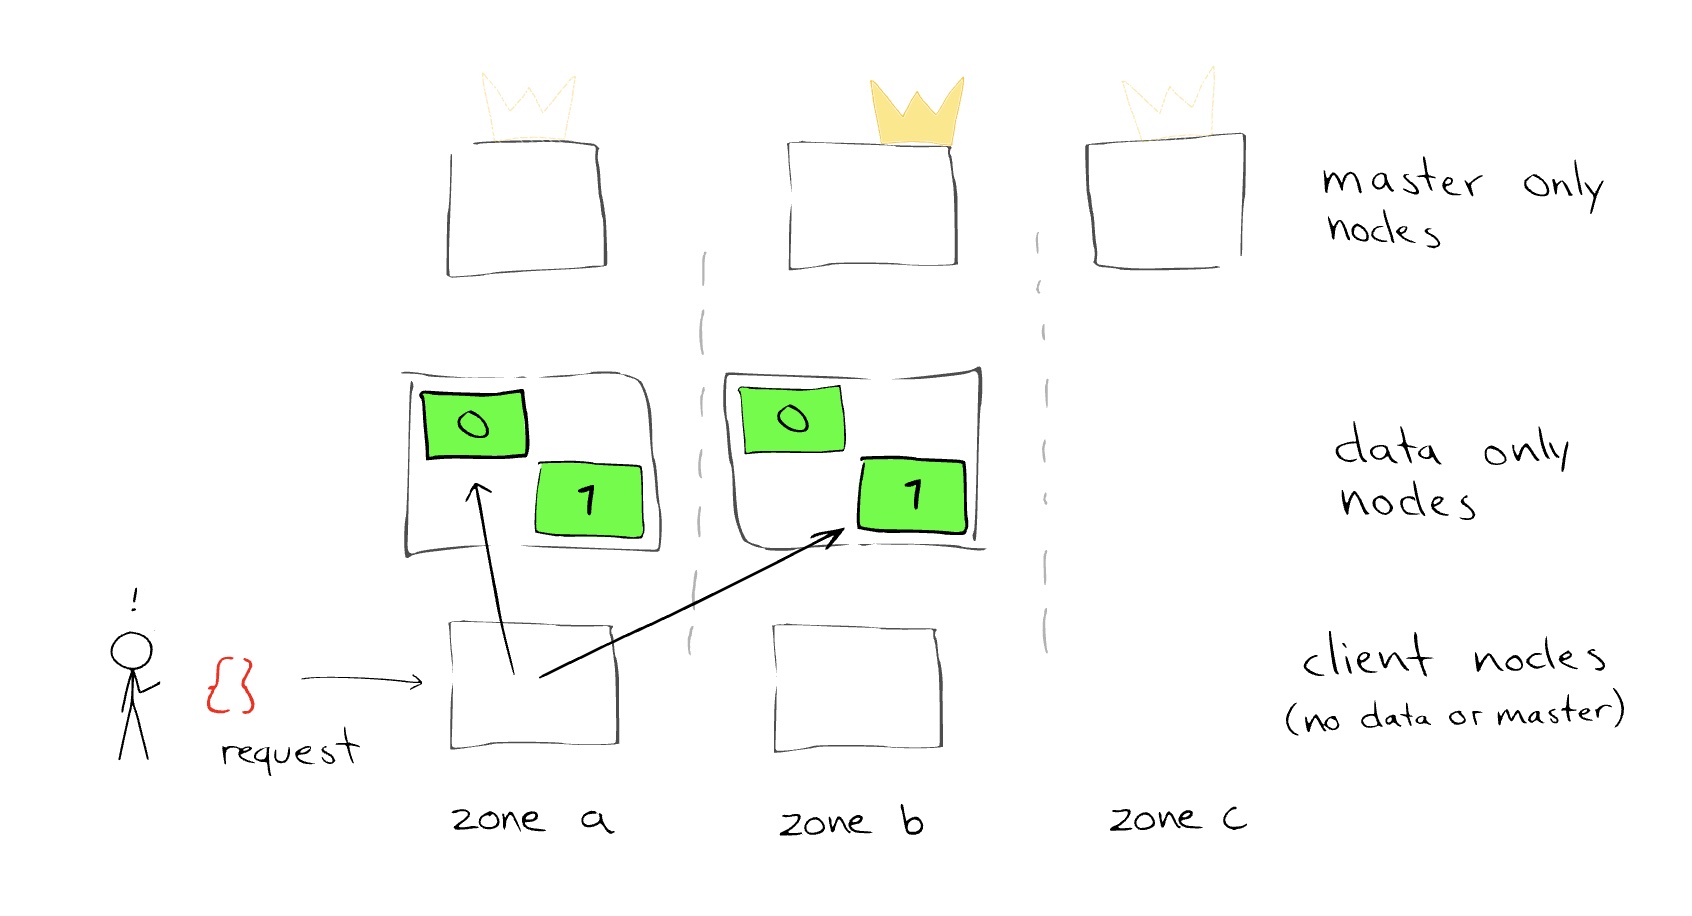 master only
nodes
0
1
0
1
data only
nodes
!
{}
request
client nodes
(no data or master)
zone a
zone b
zone c